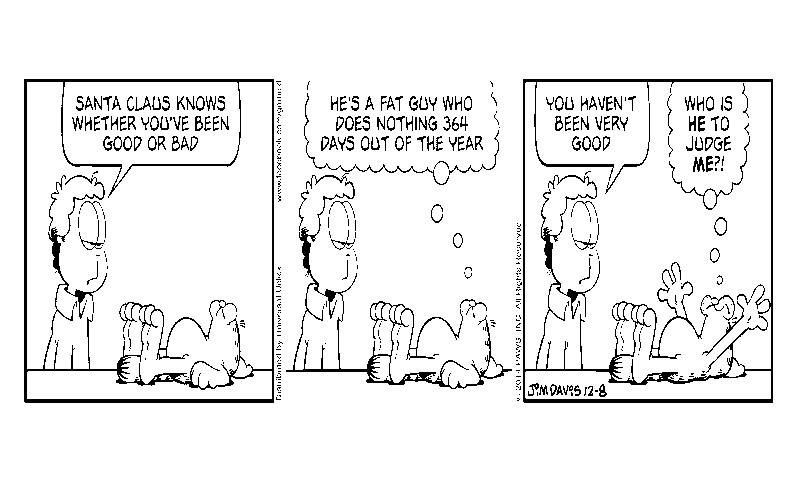 SANTA CLAUS KNOWS
WHETHER YOU'VE BEEN
GOOD OR BAD
HE'S A FAT GUY WHO
DOES NOTHING 364
DAYS OUT OF THE YEAR
YOU HAVEN'T
BEEN VERY
GOOD
WHO IS
HE TO
JUDGE
ME?!
JIM DAVIS 12-8